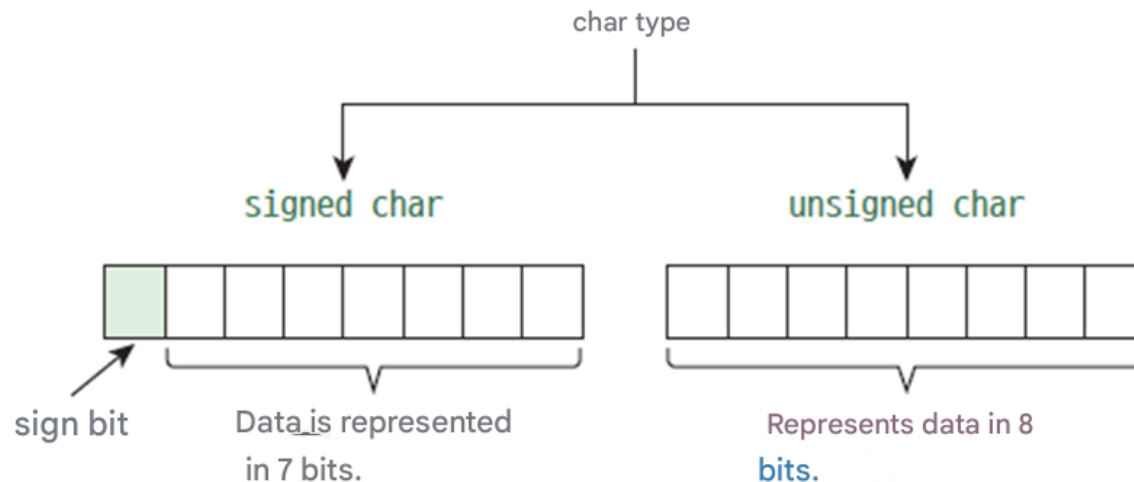 char type
signed char
unsigned char
sign bit
Data is represented
in 7 bits.
Represents data in 8
bits.